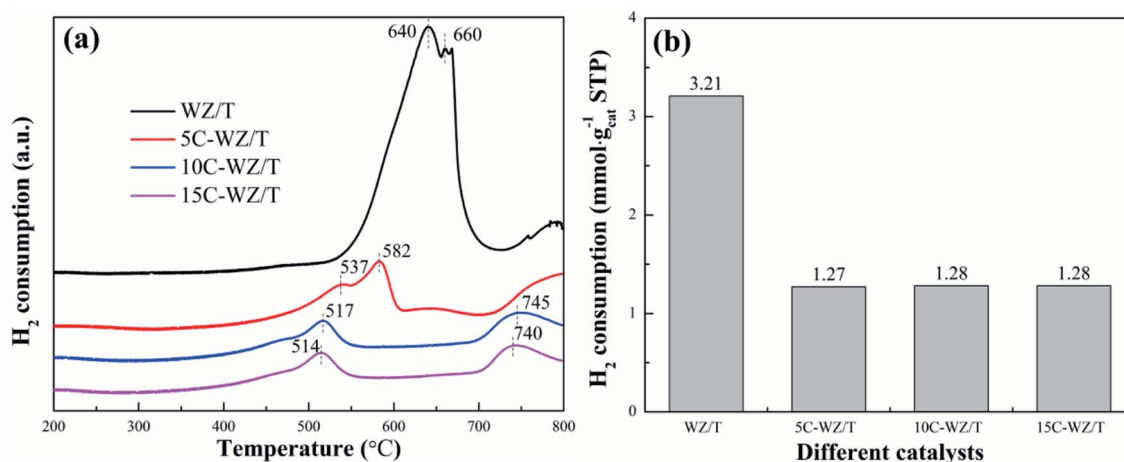 (a)
640
660
WZ/T
5C-WZ/T
10C-WZ/T
15C-WZ/T
537
582
517
745
514
740
H₂ consumption (a.u.)
200
300
400
500
600
700
800
Temperature (°C)
(b)
4
3
2
1
0
3.21
1.27
1.28
1.28
H₂ consumption (mmol·g⁻¹cat STP)
WZ/T
5C-WZ/T
10C-WZ/T
15C-WZ/T
Different catalysts